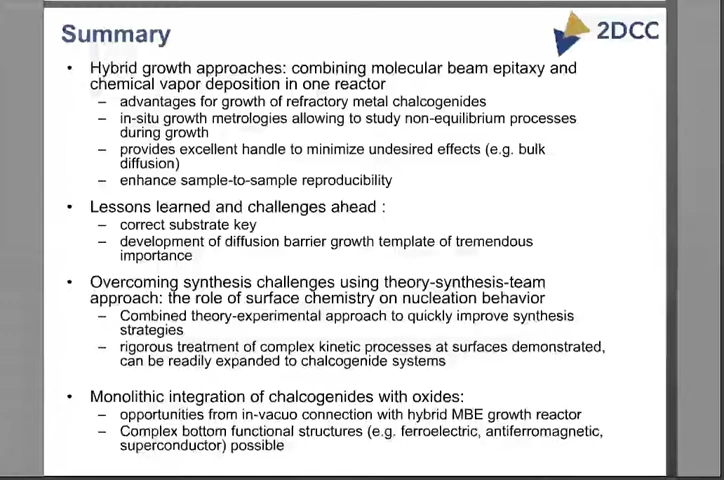 Summary
2DCC
• Hybrid growth approaches: combining molecular beam epitaxy and
chemical vapor deposition in one reactor
– advantages for growth of refractory metal chalcogenides
– in-situ growth metrologies allowing to study non-equilibrium processes
during growth
– provides excellent handle to minimize undesired effects (e.g. bulk
diffusion)
– enhance sample-to-sample reproducibility
• Lessons learned and challenges ahead :
– correct substrate key
– development of diffusion barrier growth template of tremendous
importance
• Overcoming synthesis challenges using theory-synthesis-team
approach: the role of surface chemistry on nucleation behavior
– Combined theory-experimental approach to quickly improve synthesis
strategies
– rigorous treatment of complex kinetic processes at surfaces demonstrated,
can be readily expanded to chalcogenide systems
• Monolithic integration of chalcogenides with oxides:
– opportunities from in-vacuo connection with hybrid MBE growth reactor
– Complex bottom functional structures (e.g. ferroelectric, antiferromagnetic,
superconductor) possible